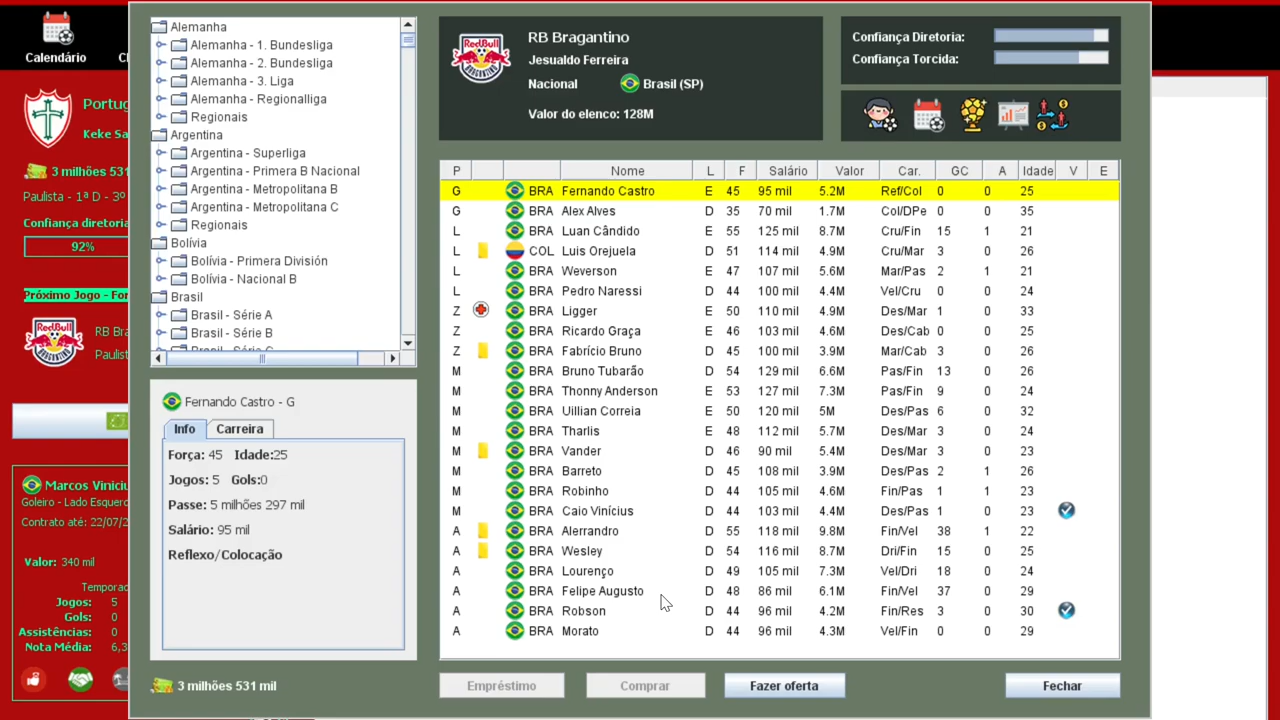 Calendário
Portug
Keke Sa
3 milhões 531
Paulista - 1ª D - 3º
Confiança diretoria
92%
Próximo Jogo - For
RB Bra
Paulist
Marcos Viniciu
Goleiro - Lado Esquero
Contrato até: 22/07/2
Valor: 340 mil
Temporac
Jogos: 5
Gols: 0
Assistências: 0
Nota Média: 6,3
Alemanha
Alemanha - 1. Bundesliga
Alemanha - 2. Bundesliga
Alemanha - 3. Liga
Alemanha - Regionalliga
Regionais
Argentina
Argentina - Superliga
Argentina - Primera B Nacional
Argentina - Metropolitana B
Argentina - Metropolitana C
Regionais
Bolívia
Bolívia - Primera División
Bolívia - Nacional B
Brasil
Brasil - Série A
Brasil - Série B
Brasil - Série C
Fernando Castro - G
Info Carreira
Força: 45 Idade:25
Jogos: 5 Gols:0
Passe: 5 milhões 297 mil
Salário: 95 mil
Reflexo/Colocação
3 milhões 531 mil
RedBull
RB Bragantino
Jesualdo Ferreira
Nacional Brasil (SP)
Valor do elenco: 128M
Confiança Diretoria:
Confiança Torcida:
P Nome L F Salário Valor Car. GC A Idade V E
G BRA Fernando Castro E 45 95 mil 5.2M Ref/Col 0 0 25
G BRA Alex Alves D 35 70 mil 1.7M Col/DPe 0 0 35
L BRA Luan Cândido E 55 125 mil 8.7M Cru/Fin 15 1 21
L COL Luis Orejuela D 51 114 mil 4.9M Cru/Mar 3 0 26
L BRA Weverson E 47 107 mil 5.6M Mar/Pas 2 1 21
L BRA Pedro Naressi D 44 100 mil 4.4M Vel/Cru 0 0 24
Z BRA Ligger E 50 110 mil 4.9M Des/Mar 1 0 33
Z BRA Ricardo Graça E 46 103 mil 4.6M Des/Cab 0 0 25
Z BRA Fabrício Bruno D 45 100 mil 3.9M Mar/Cab 3 0 26
M BRA Bruno Tubarão D 54 129 mil 6.6M Pas/Fin 13 0 26
M BRA Thonny Anderson E 53 127 mil 7.3M Pas/Fin 9 0 24
M BRA Uillian Correia E 50 120 mil 5M Des/Pas 6 0 32
M BRA Tharlis E 48 112 mil 5.7M Des/Mar 3 0 24
M BRA Vander D 46 90 mil 5.4M Des/Mar 3 0 23
M BRA Barreto D 45 108 mil 3.9M Des/Pas 2 1 26
M BRA Robinho D 44 105 mil 4.6M Fin/Pas 1 1 23
M BRA Caio Vinícius D 44 103 mil 4.4M Des/Pas 1 0 23
A BRA Alerrandro D 55 118 mil 9.8M Fin/Vel 38 1 22
A BRA Wesley D 54 116 mil 8.7M Dri/Fin 15 0 25
A BRA Lourenço D 49 105 mil 7.3M Vel/Dri 18 0 24
A BRA Felipe Augusto D 48 86 mil 6.1M Fin/Vel 37 0 29
A BRA Robson D 44 96 mil 4.2M Fin/Res 3 0 30
A BRA Morato D 44 96 mil 4.3M Vel/Fin 0 0 29
Empréstimo Comprar Fazer oferta Fechar